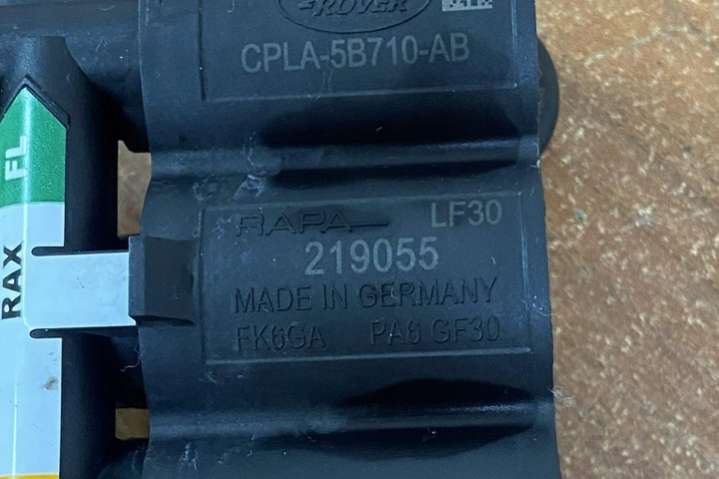 -ROVER
CPLA-5B710-AB
FL
RAX
RAPA
LF30
219055
MADE IN GERMANY
FK6GA PA6 GF30